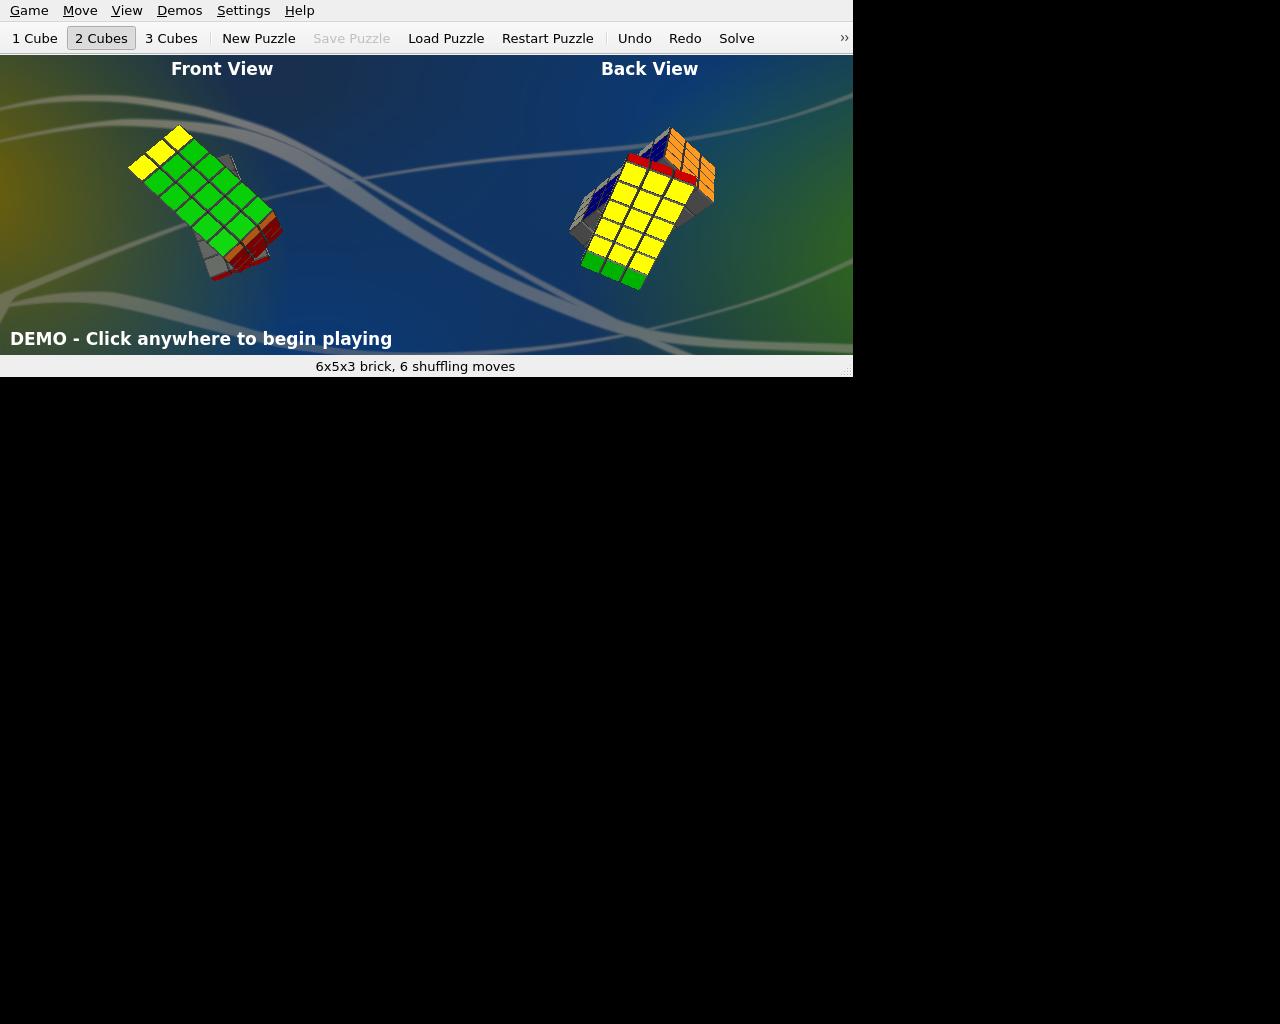 Game Move View Demos Settings Help
1 Cube 2 Cubes 3 Cubes New Puzzle Save Puzzle Load Puzzle Restart Puzzle Undo Redo Solve ››
Front View Back View
DEMO - Click anywhere to begin playing
6x5x3 brick, 6 shuffling moves